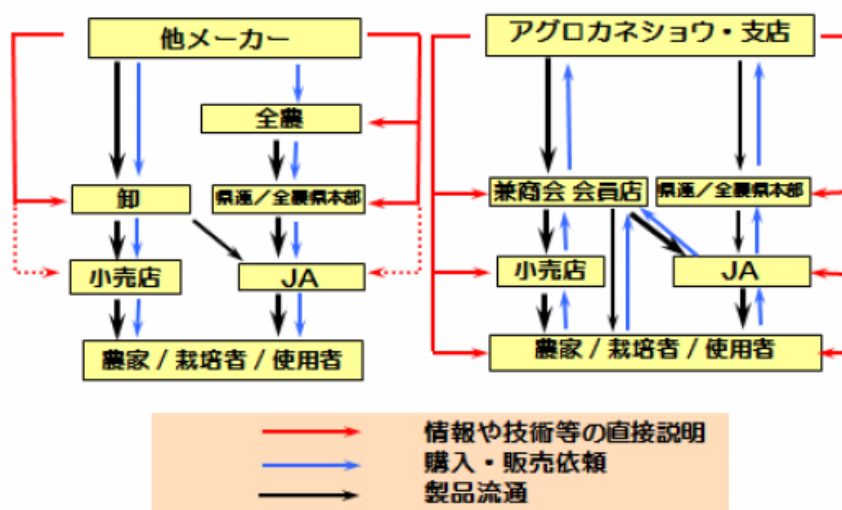 他メーカー
全農
卸
県連／全農県本部
小売店
JA
農家 / 栽培者 / 使用者
アグロカネショウ・支店
兼商会 会員店
県連／全農県本部
小売店
JA
農家 / 栽培者 / 使用者
情報や技術等の直接説明
購入・販売依頼
製品流通